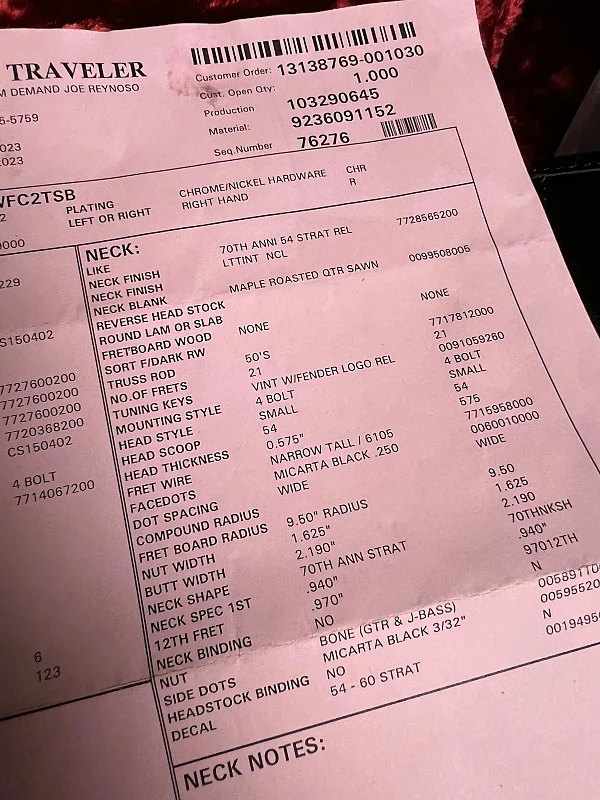 TRAVELER
M DEMAND JOE REYNOSO
5-5759
023
023
Customer Order: 13138769-001030
Cust. Open Qty: 1.000
Production 103290645
Material: 9236091152
Seq.Number 76276
WFC2TSB
2 PLATING CHROME/NICKEL HARDWARE CHR
LEFT OR RIGHT RIGHT HAND R
0000
229
S150402
7727600200
7727600200
7727600200
7720368200
CS150402
4 BOLT
7714067200
6
123
NECK:
LIKE 70TH ANNI 54 STRAT REL 7728565200
NECK FINISH LTTINT NCL
NECK FINISH
NECK BLANK MAPLE ROASTED QTR SAWN 0099508005
REVERSE HEAD STOCK
ROUND LAM OR SLAB
FRETBOARD WOOD NONE NONE
SORT F/DARK RW
TRUSS ROD 50'S 7717812000
NO.OF FRETS 21 21
TUNING KEYS VINT W/FENDER LOGO REL 0091059280
MOUNTING STYLE 4 BOLT 4 BOLT
HEAD STYLE SMALL SMALL
HEAD SCOOP 54 54
HEAD THICKNESS 0.575" 575
FRET WIRE NARROW TALL / 6105 7715958000
FACEDOTS MICARTA BLACK .250 0060010000
DOT SPACING WIDE WIDE
COMPOUND RADIUS
FRET BOARD RADIUS 9.50" RADIUS 9.50
NUT WIDTH 1.625" 1.625
BUTT WIDTH 2.190" 2.190
NECK SHAPE 70TH ANN STRAT 70THNKSH
NECK SPEC 1ST .940" .940"
12TH FRET .970" 97012TH
NECK BINDING NO N
NUT BONE (GTR & J-BASS)
SIDE DOTS MICARTA BLACK 3/32" 0059552
HEADSTOCK BINDING NO N
DECAL 54 - 60 STRAT 001949
NECK NOTES: